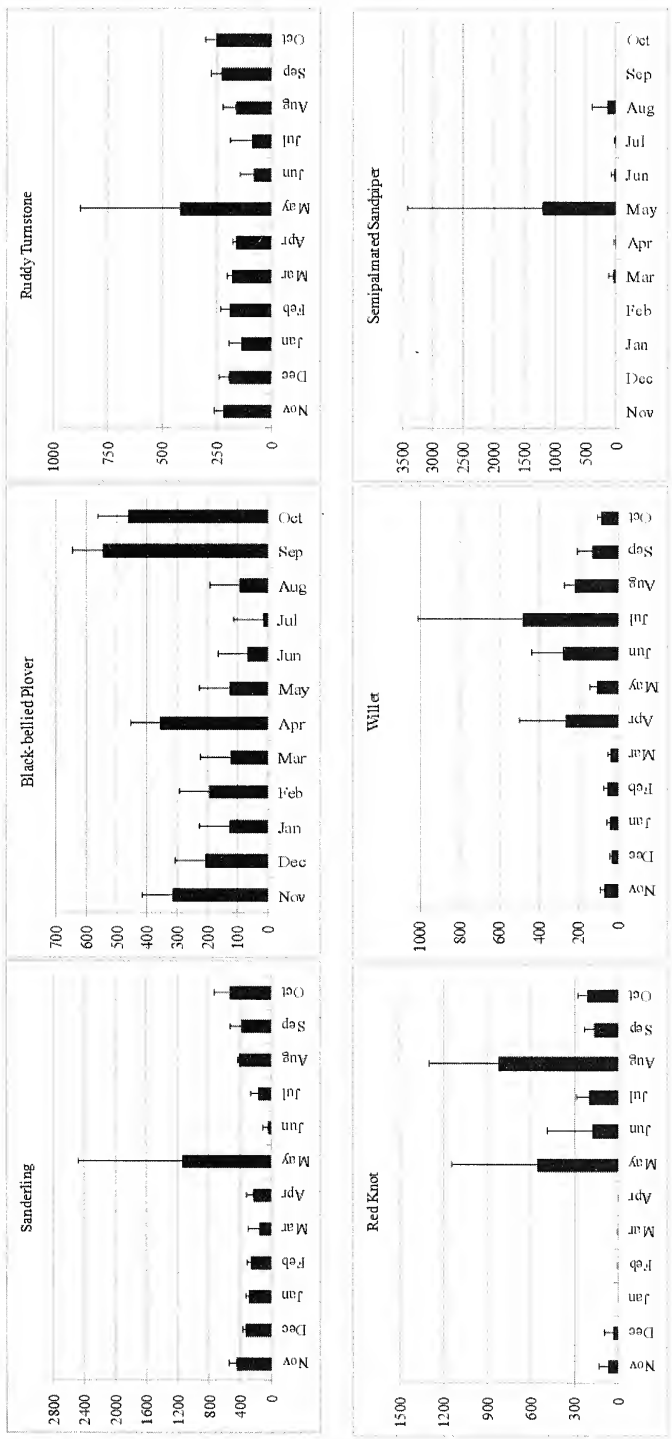 Sanderling
2800
2400
2000
1600
1200
800
400
0
Nov
Dec
Jan
Feb
Mar
Apr
May
Jun
Jul
Aug
Sep
Oct
Black-bellied Plover
700
600
500
400
300
200
100
0
Nov
Dec
Jan
Feb
Mar
Apr
May
Jun
Jul
Aug
Sep
Oct
Ruddy Turnstone
1000
750
500
250
0
Nov
Dec
Jan
Feb
Mar
Apr
May
Jun
Jul
Aug
Sep
Oct
Red Knot
1500
1200
900
600
300
0
Nov
Dec
Jan
Feb
Mar
Apr
May
Jun
Jul
Aug
Sep
Oct
Willet
1000
800
600
400
200
0
Nov
Dec
Jan
Feb
Mar
Apr
May
Jun
Jul
Aug
Sep
Oct
Semipalmated Sandpiper
3500
3000
2500
2000
1500
1000
500
0
Nov
Dec
Jan
Feb
Mar
Apr
May
Jun
Jul
Aug
Sep
Oct